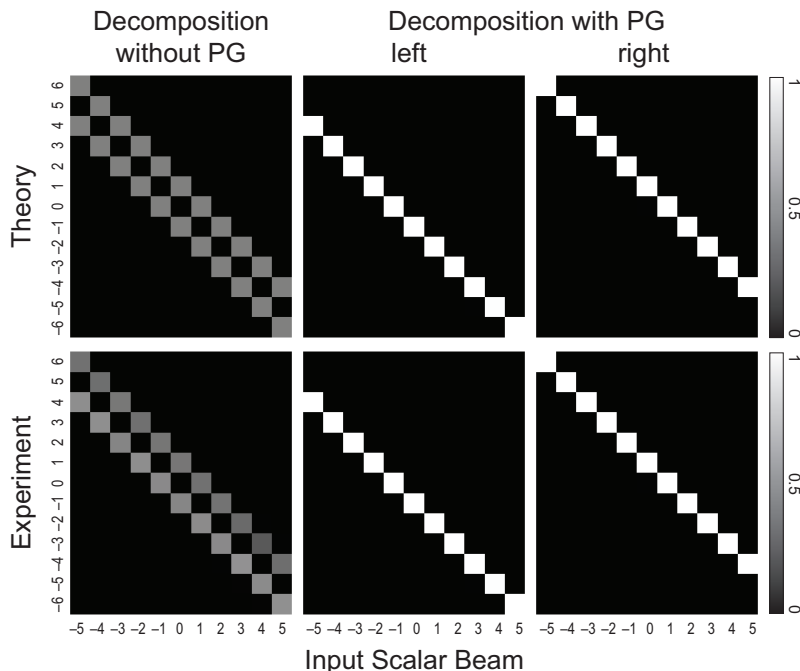 Decomposition
without PG
Decomposition with PG
left right
Theory
6 5 4 3 2 1 0 –1 –2 –3 –4 –5 –6
1 0.5 0
Experiment
6 5 4 3 2 1 0 –1 –2 –3 –4 –5 –6
1 0.5 0
–5 –4 –3 –2 –1 0 1 2 3 4 5
–5 –4 –3 –2 –1 0 1 2 3 4 5
–5 –4 –3 –2 –1 0 1 2 3 4 5
Input Scalar Beam